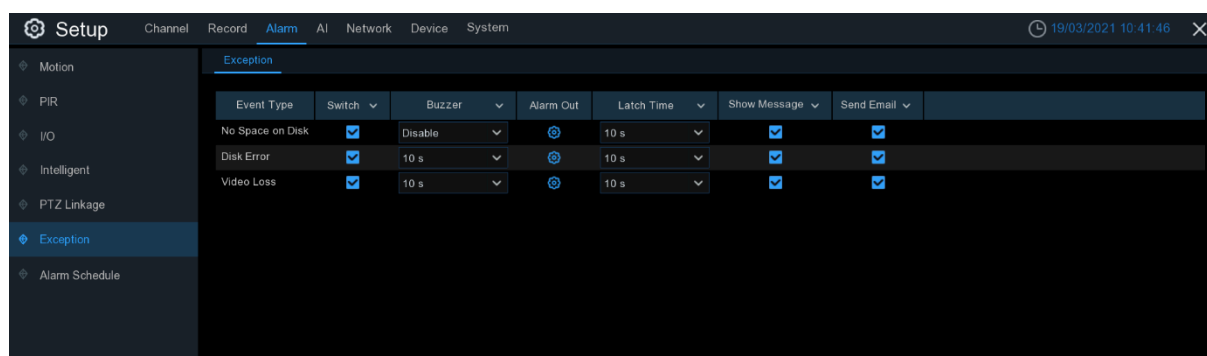 Setup Channel Record Alarm AI Network Device System 19/03/2021 10:41:46
Motion
PIR
I/O
Intelligent
PTZ Linkage
Exception
Alarm Schedule
Exception
Event Type Switch Buzzer Alarm Out Latch Time Show Message Send Email
No Space on Disk Disable 10 s
Disk Error 10 s 10 s
Video Loss 10 s 10 s